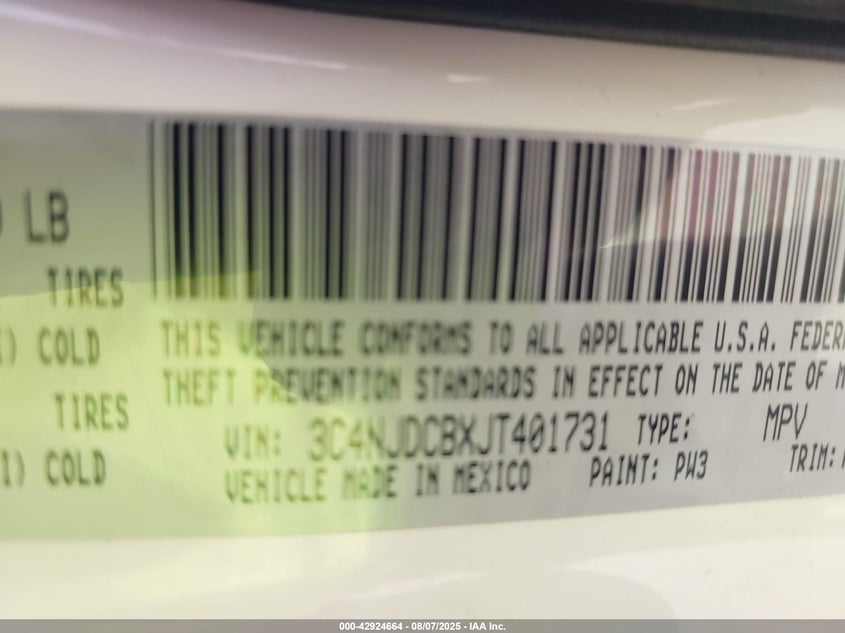 LB
TIRES
) COLD
TIRES
I) COLD
THIS VEHICLE CONFORMS TO ALL APPLICABLE U.S.A. FEDER
THEFT PREVENTION STANDARDS IN EFFECT ON THE DATE OF M
VIN: 3C4NJDCBXJT401731 TYPE: MPV
VEHICLE MADE IN MEXICO PAINT: PW3 TRIM:
000-42924664 - 08/07/2025 - IAA Inc.